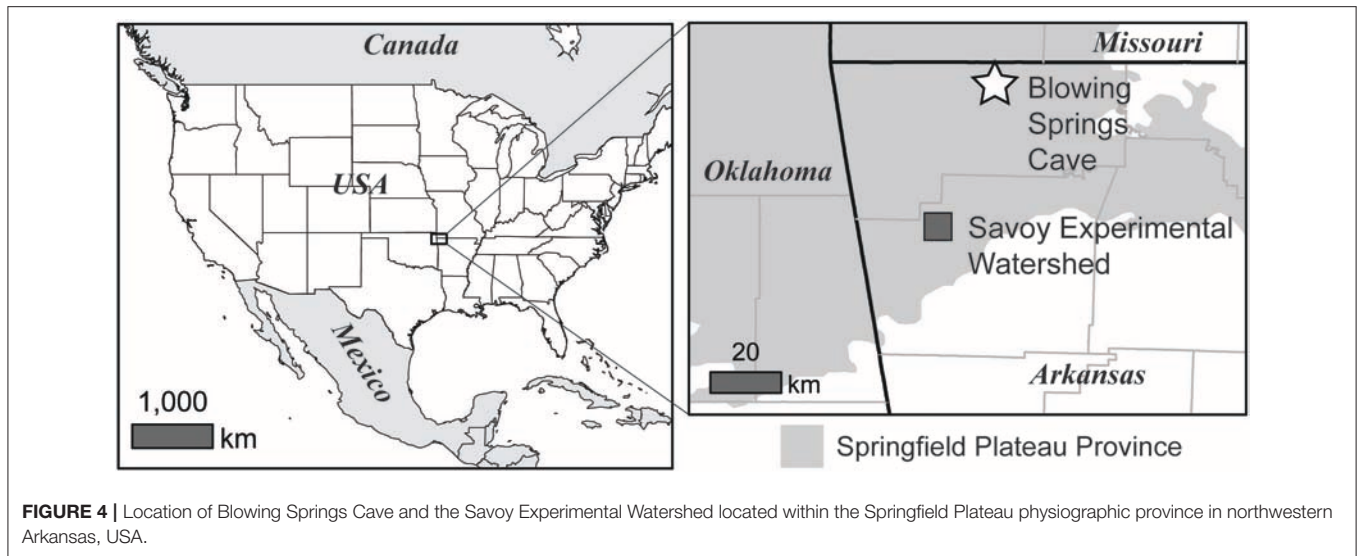 Canada
USA
Mexico
1,000
km
Missouri
Blowing
Springs
Cave
Oklahoma
Savoy Experimental
Watershed
20
km
Arkansas
Springfield Plateau Province
FIGURE 4 | Location of Blowing Springs Cave and the Savoy Experimental Watershed located within the Springfield Plateau physiographic province in northwestern
Arkansas, USA.